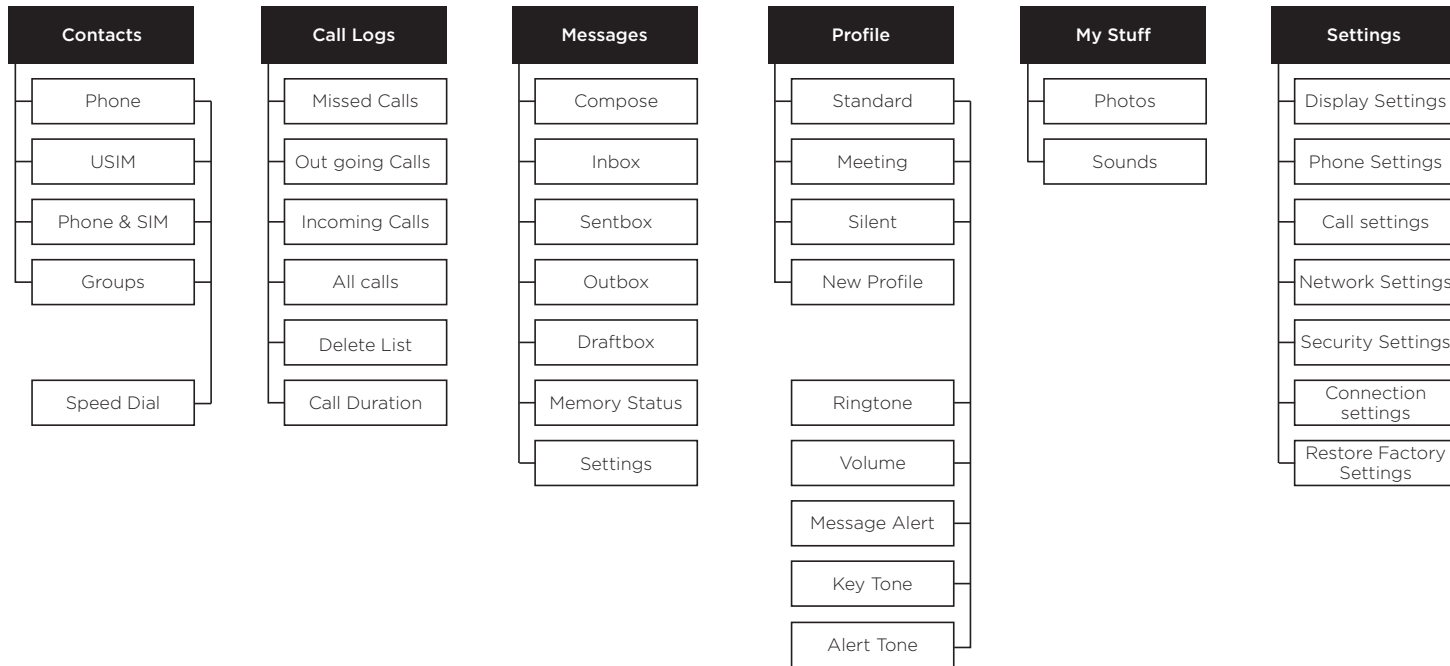 Contacts
Phone
USIM
Phone & SIM
Groups
Speed Dial
Call Logs
Missed Calls
Out going Calls
Incoming Calls
All calls
Delete List
Call Duration
Messages
Compose
Inbox
Sentbox
Outbox
Draftbox
Memory Status
Settings
Profile
Standard
Meeting
Silent
New Profile
Ringtone
Volume
Message Alert
Key Tone
Alert Tone
My Stuff
Photos
Sounds
Settings
Display Settings
Phone Settings
Call settings
Network Settings
Security Settings
Connection
settings
Restore Factory
Settings